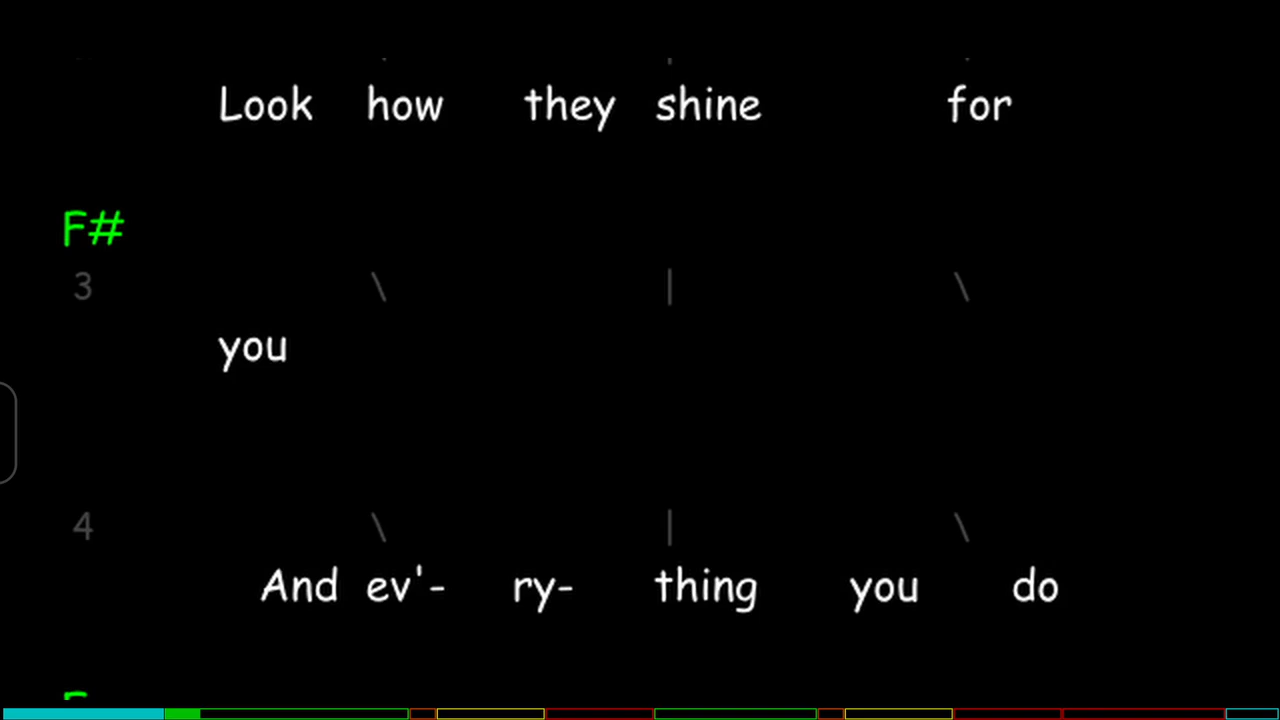 Look how they shine for
F#
3 \ | \
you
4 \ | \
And ev'- ry- thing you do